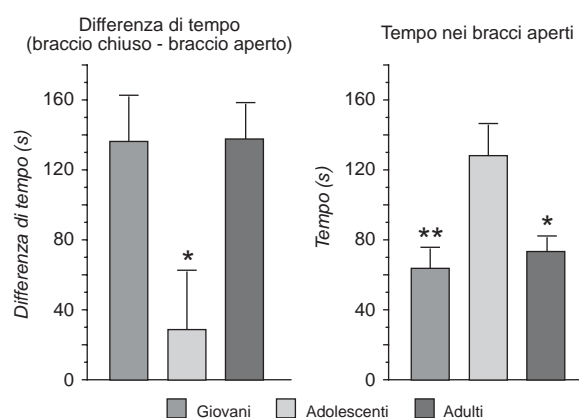 Differenza di tempo
(braccio chiuso - braccio aperto)
Differenza di tempo (s)
160
120
80
40
0
*
Tempo nei bracci aperti
Tempo (s)
160
120
80
40
0
**
*
Giovani
Adolescenti
Adulti